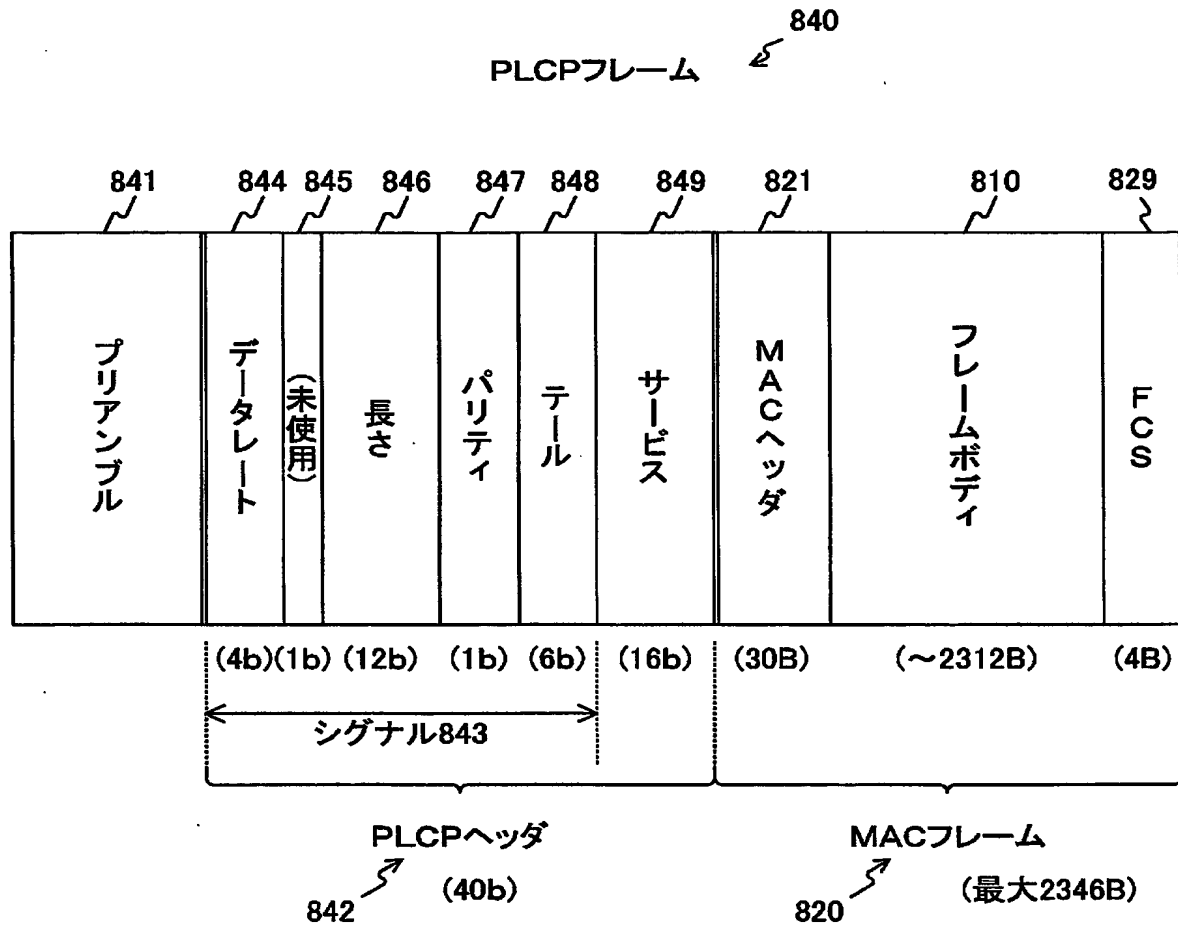 840
PLCPフレーム
841 844 845 846 847 848 849 821 810 829
プリアンブル
データレート
(未使用)
長さ
パリティ
テール
サービス
MACヘッダ
フレームボディ
FCS
(4b)(1b) (12b) (1b) (6b) (16b) (30B) (～2312B) (4B)
シグナル843
PLCPヘッダ MACフレーム
842 (40b) 820 (最大2346B)